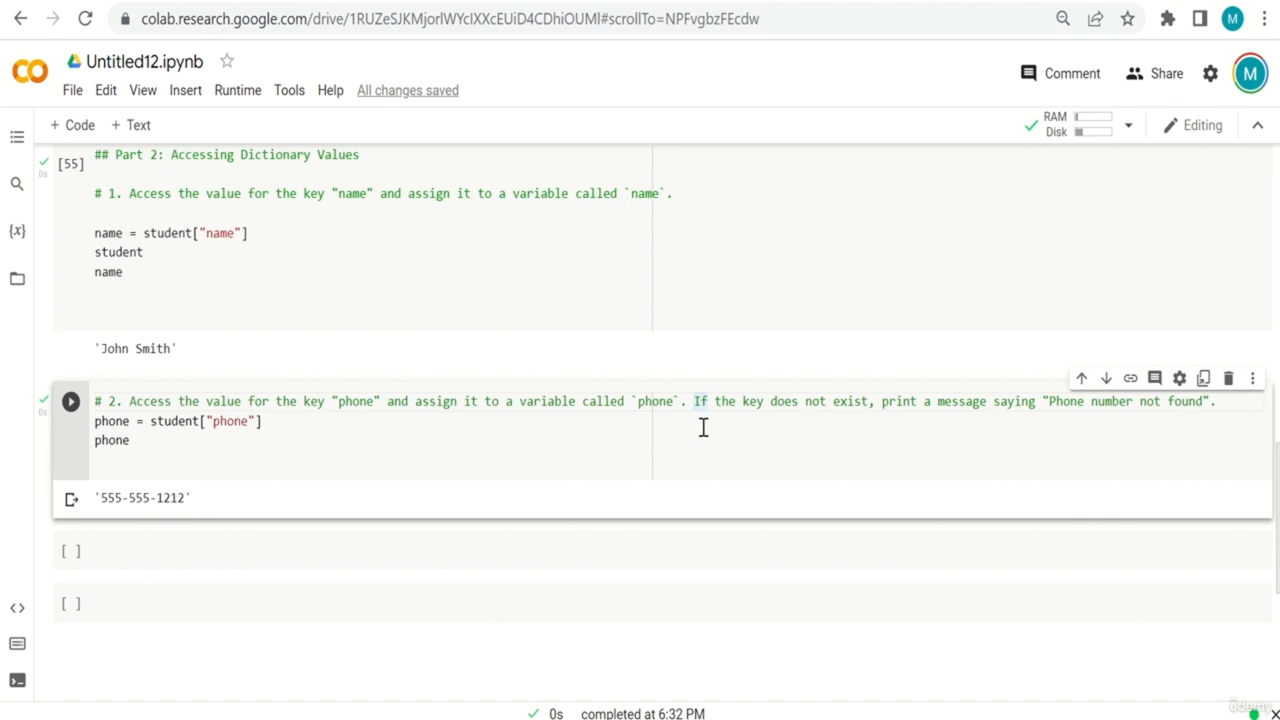 colab.research.google.com/drive/1RUZeSJKMjorlWYcIXXcEUiD4CDhiOUMl#scrollTo=NPFvgbzFEcdw
M
CO
Untitled12.ipynb
File Edit View Insert Runtime Tools Help All changes saved
Comment Share M
+ Code + Text
RAM
Disk
Editing
[55]
0s
## Part 2: Accessing Dictionary Values
# 1. Access the value for the key "name" and assign it to a variable called `name`.
name = student["name"]
student
name
{x}
'John Smith'
0s
# 2. Access the value for the key "phone" and assign it to a variable called `phone`. If the key does not exist, print a message saying "Phone number not found".
phone = student["phone"]
phone
'555-555-1212'
[ ]
[ ]
<>
0s completed at 6:32 PM
ûdemy